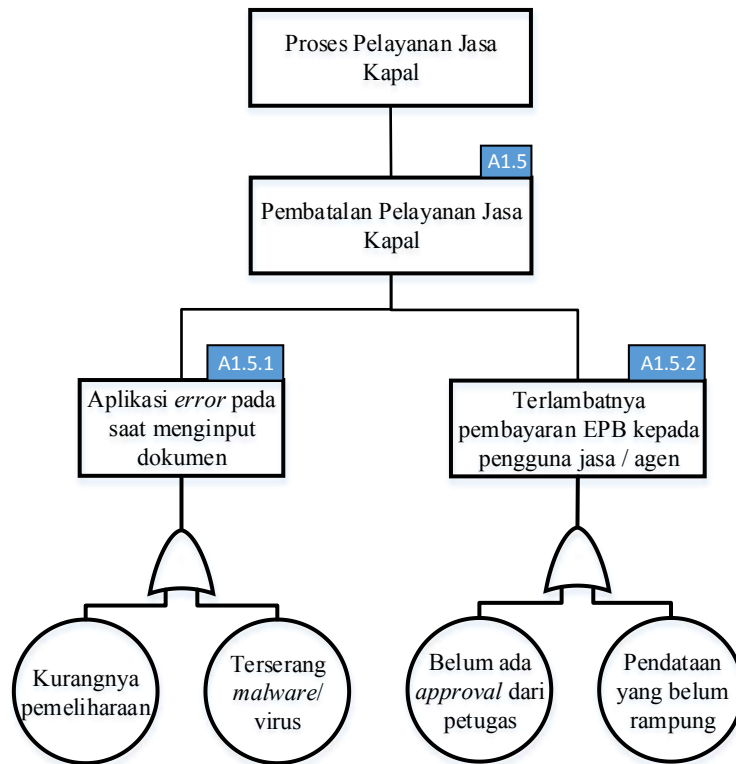 Proses Pelayanan Jasa
Kapal
A1.5
Pembatalan Pelayanan Jasa
Kapal
A1.5.1
Aplikasi error pada
saat menginput
dokumen
A1.5.2
Terlambatnya
pembayaran EPB kepada
pengguna jasa / agen
Kurangnya
pemeliharaan
Terserang
malware/
virus
Belum ada
approval dari
petugas
Pendataan
yang belum
rampung